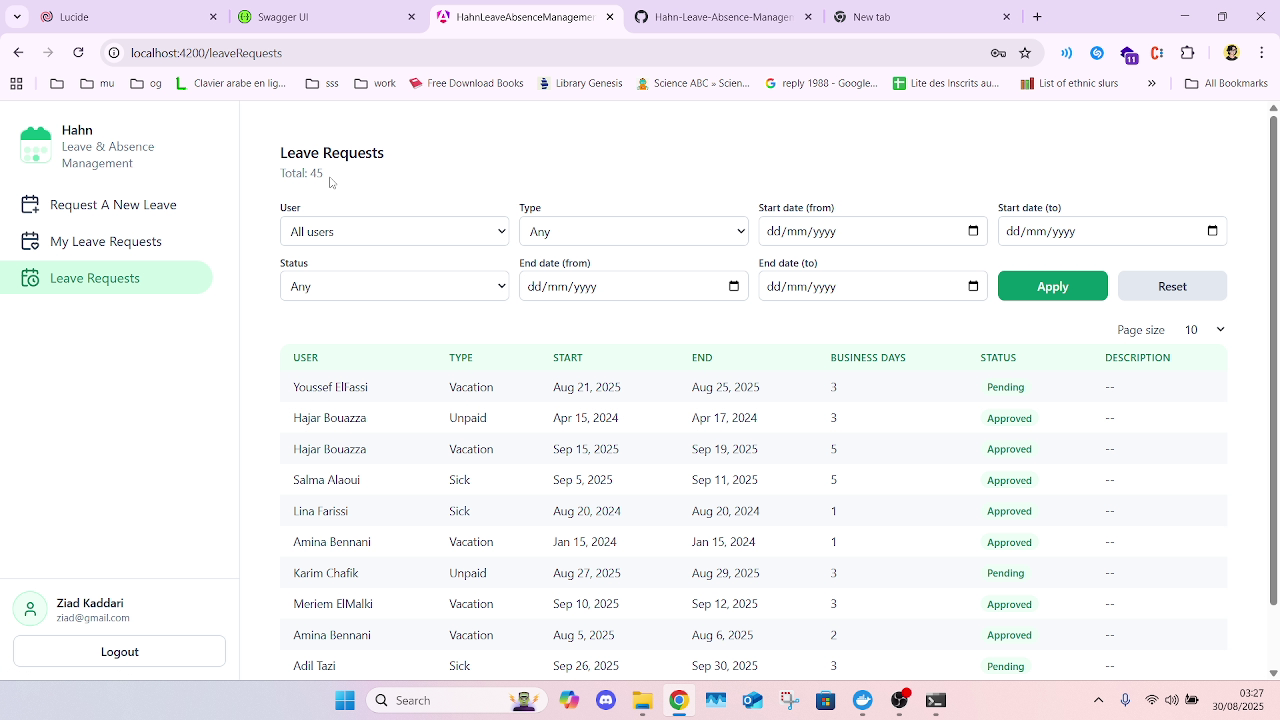 Lucide
Swagger UI
HahnLeaveAbsenceManagemen
Hahn-Leave-Absence-Managem
New tab
localhost:4200/leaveRequests
11
mu
og
Clavier arabe en lig...
sss
work
Free Download Books
Library Genesis
Science ABC » Scien...
reply 1988 - Google...
Lite des Inscrits au...
List of ethnic slurs
»
All Bookmarks
Hahn
Leave & Absence
Management
Request A New Leave
My Leave Requests
Leave Requests
Ziad Kaddari
ziad@gmail.com
Logout
Leave Requests
Total: 45
User Type Start date (from) Start date (to)
All users Any dd/mm/yyyy dd/mm/yyyy
Status End date (from) End date (to)
Any dd/mm/yyyy dd/mm/yyyy Apply Reset
Page size 10
USER TYPE START END BUSINESS DAYS STATUS DESCRIPTION
Youssef ElFassi Vacation Aug 21, 2025 Aug 25, 2025 3 Pending --
Hajar Bouazza Unpaid Apr 15, 2024 Apr 17, 2024 3 Approved --
Hajar Bouazza Vacation Sep 15, 2025 Sep 19, 2025 5 Approved --
Salma Alaoui Sick Sep 5, 2025 Sep 11, 2025 5 Approved --
Lina Farissi Sick Aug 20, 2024 Aug 20, 2024 1 Approved --
Amina Bennani Vacation Jan 15, 2024 Jan 15, 2024 1 Approved --
Karim Chafik Unpaid Aug 27, 2025 Aug 29, 2025 3 Pending --
Meriem ElMalki Vacation Sep 10, 2025 Sep 12, 2025 3 Approved --
Amina Bennani Vacation Aug 5, 2025 Aug 6, 2025 2 Approved --
Adil Tazi Sick Sep 26, 2025 Sep 30, 2025 3 Pending --
Search
03:27
30/08/2025